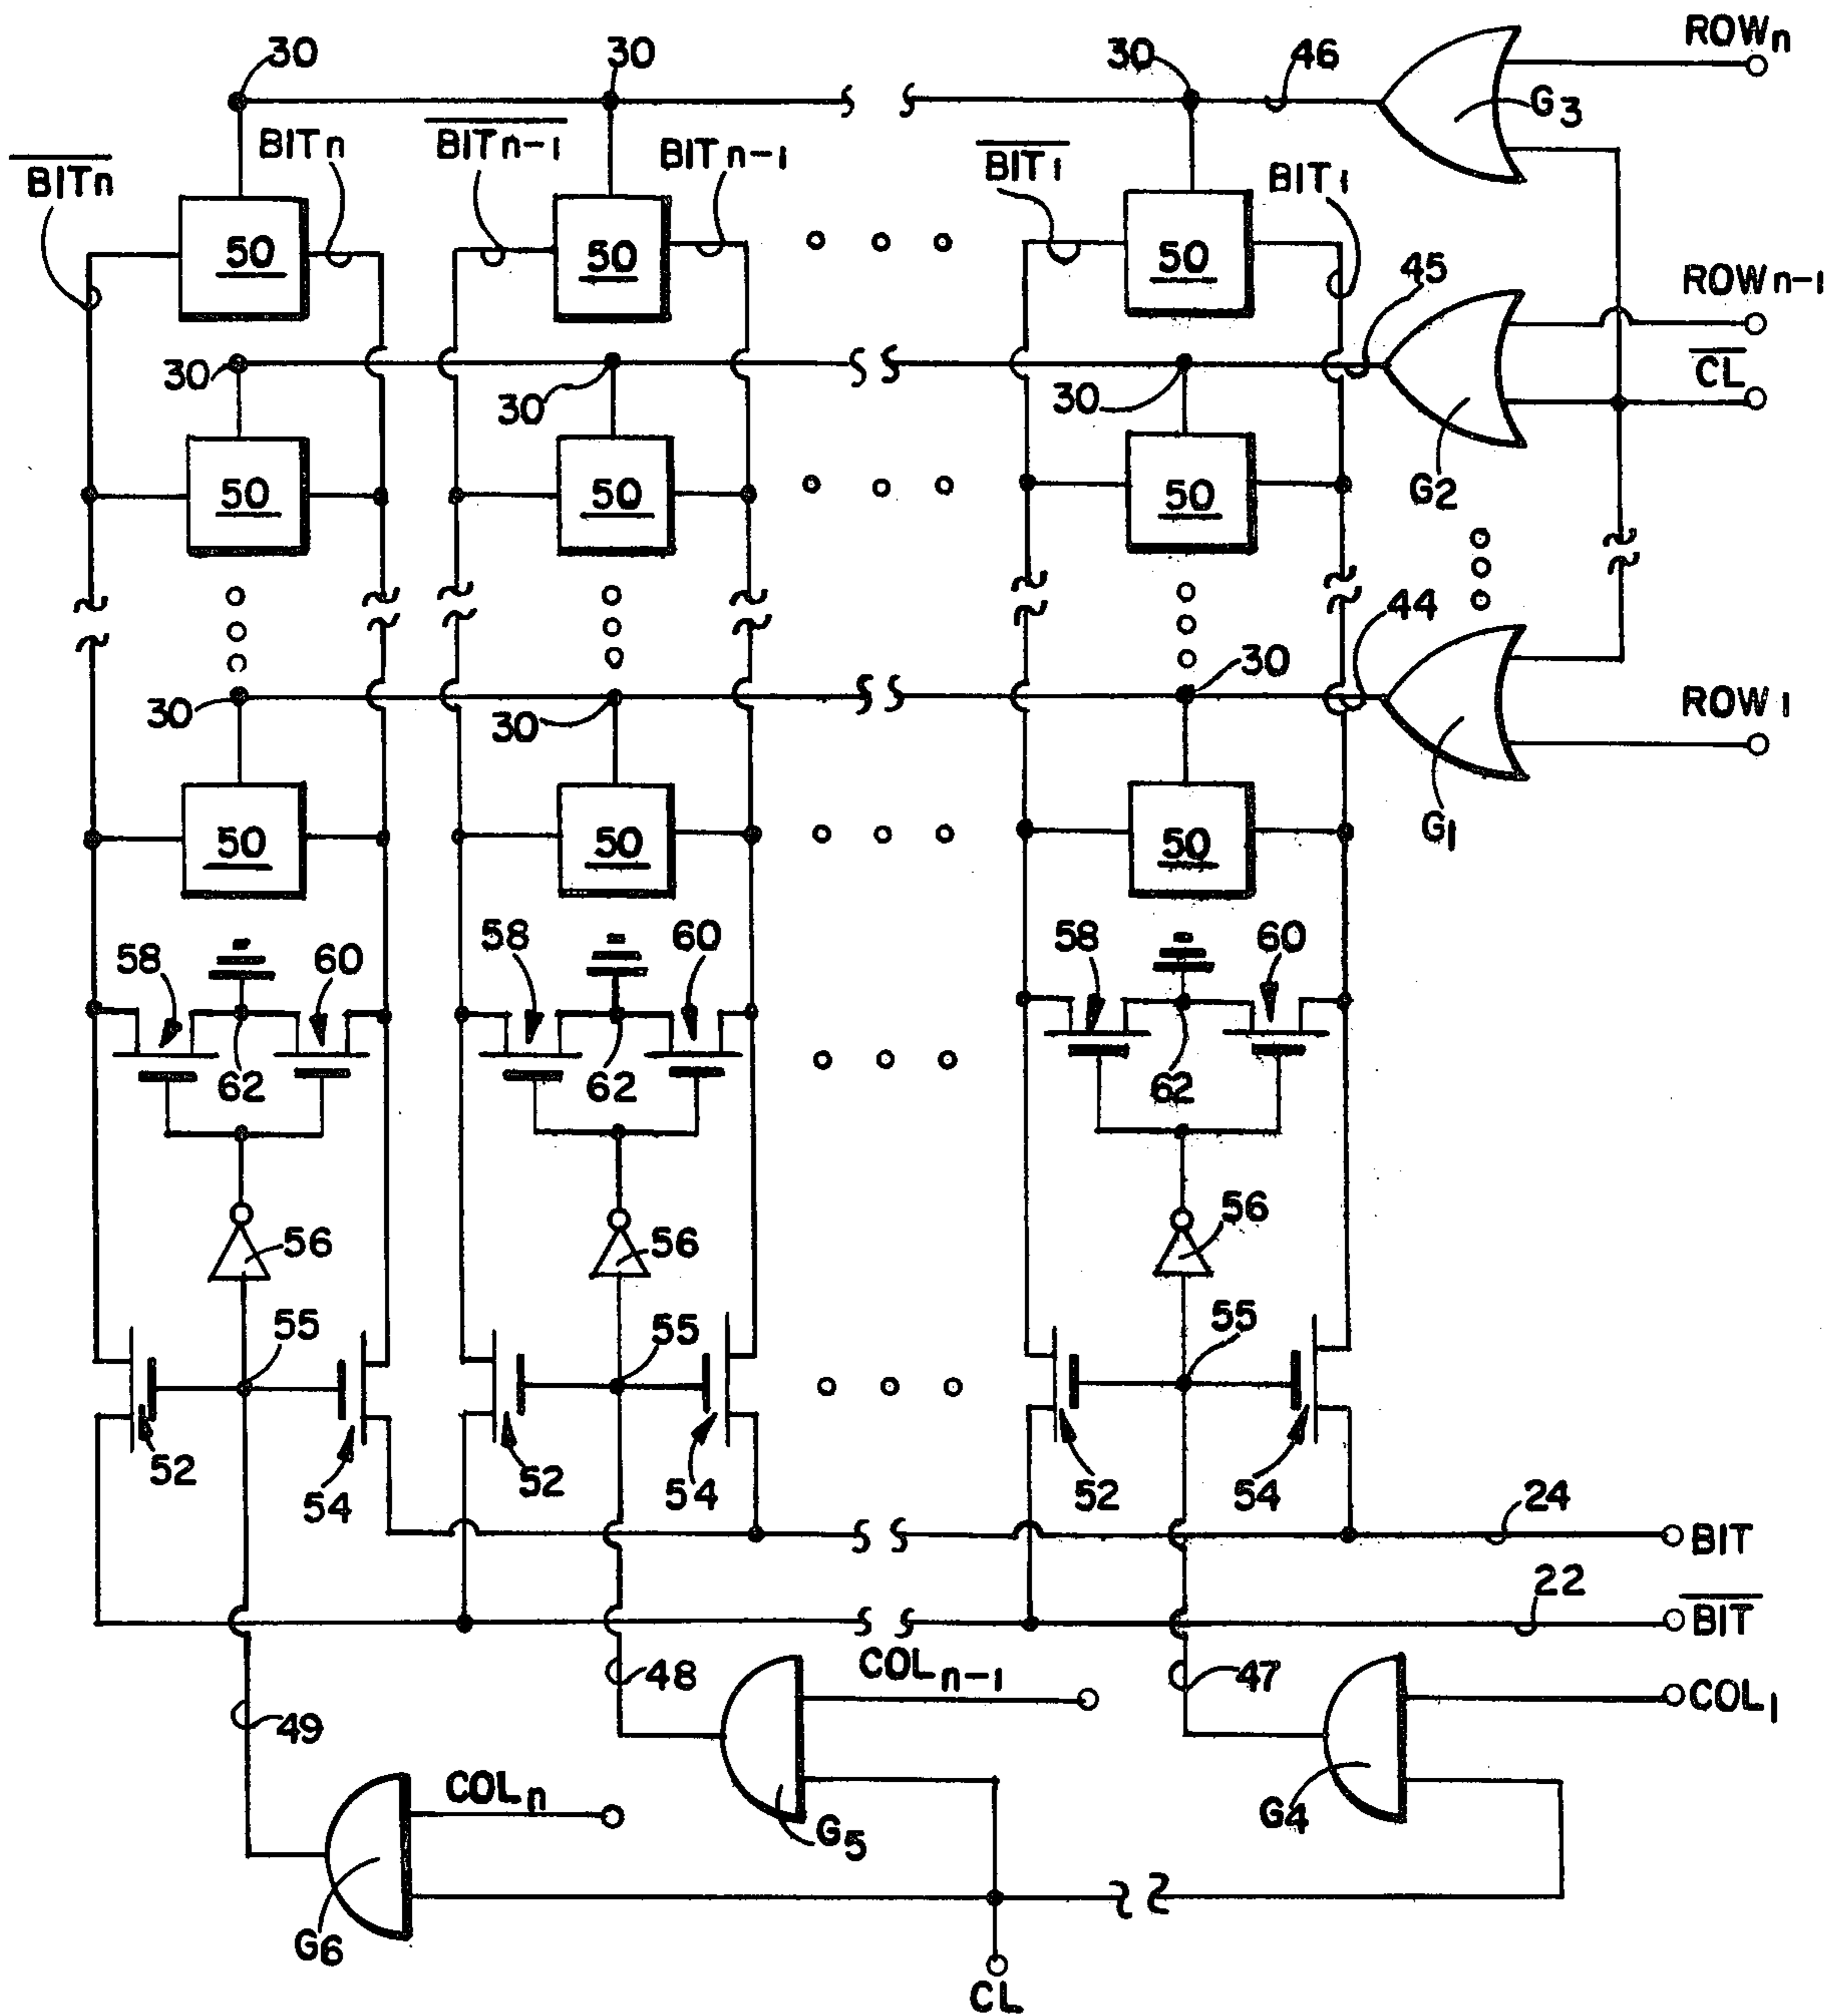 30 30 30 46 ROWn
G3
BITn BITn BITn-1 BITn-1 BIT1 BIT1
50 50 50
45 ROWn-1
30 30 30 CL
50 50 50 G2
44
30 30 30 ROW1
50 50 50 G1
58 60 58 60 58 60
62 62 62
56 56 56
55 55 55
52 54 52 54 52 54
24
BIT
22
BIT
48 COLn-1 47 COL1
49
COLn G5 G4
G6
CL